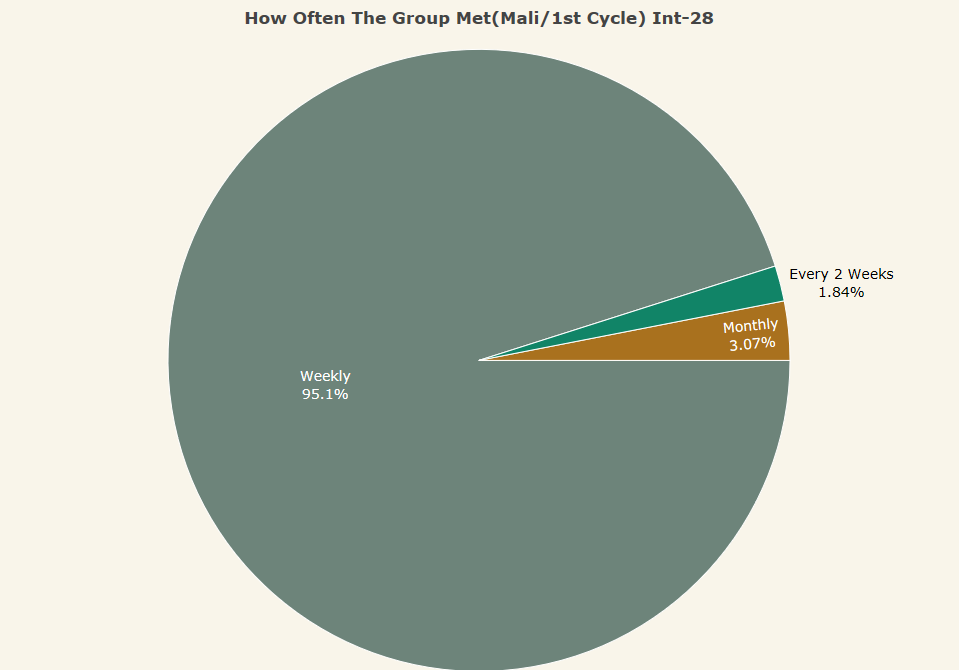 How Often The Group Met(Mali/1st Cycle) Int-28
Every 2 Weeks
1.84%
Monthly
3.07%
Weekly
95.1%